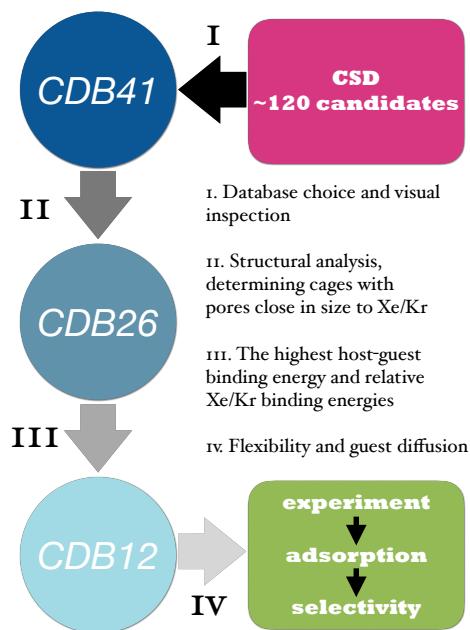 I
CDB41
CSD
~120 candidates
II
I. Database choice and visual
inspection
II. Structural analysis,
determining cages with
pores close in size to Xe/Kr
CDB26
III. The highest host-guest
binding energy and relative
Xe/Kr binding energies
III
IV. Flexibility and guest diffusion
CDB12
experiment
adsorption
selectivity
IV